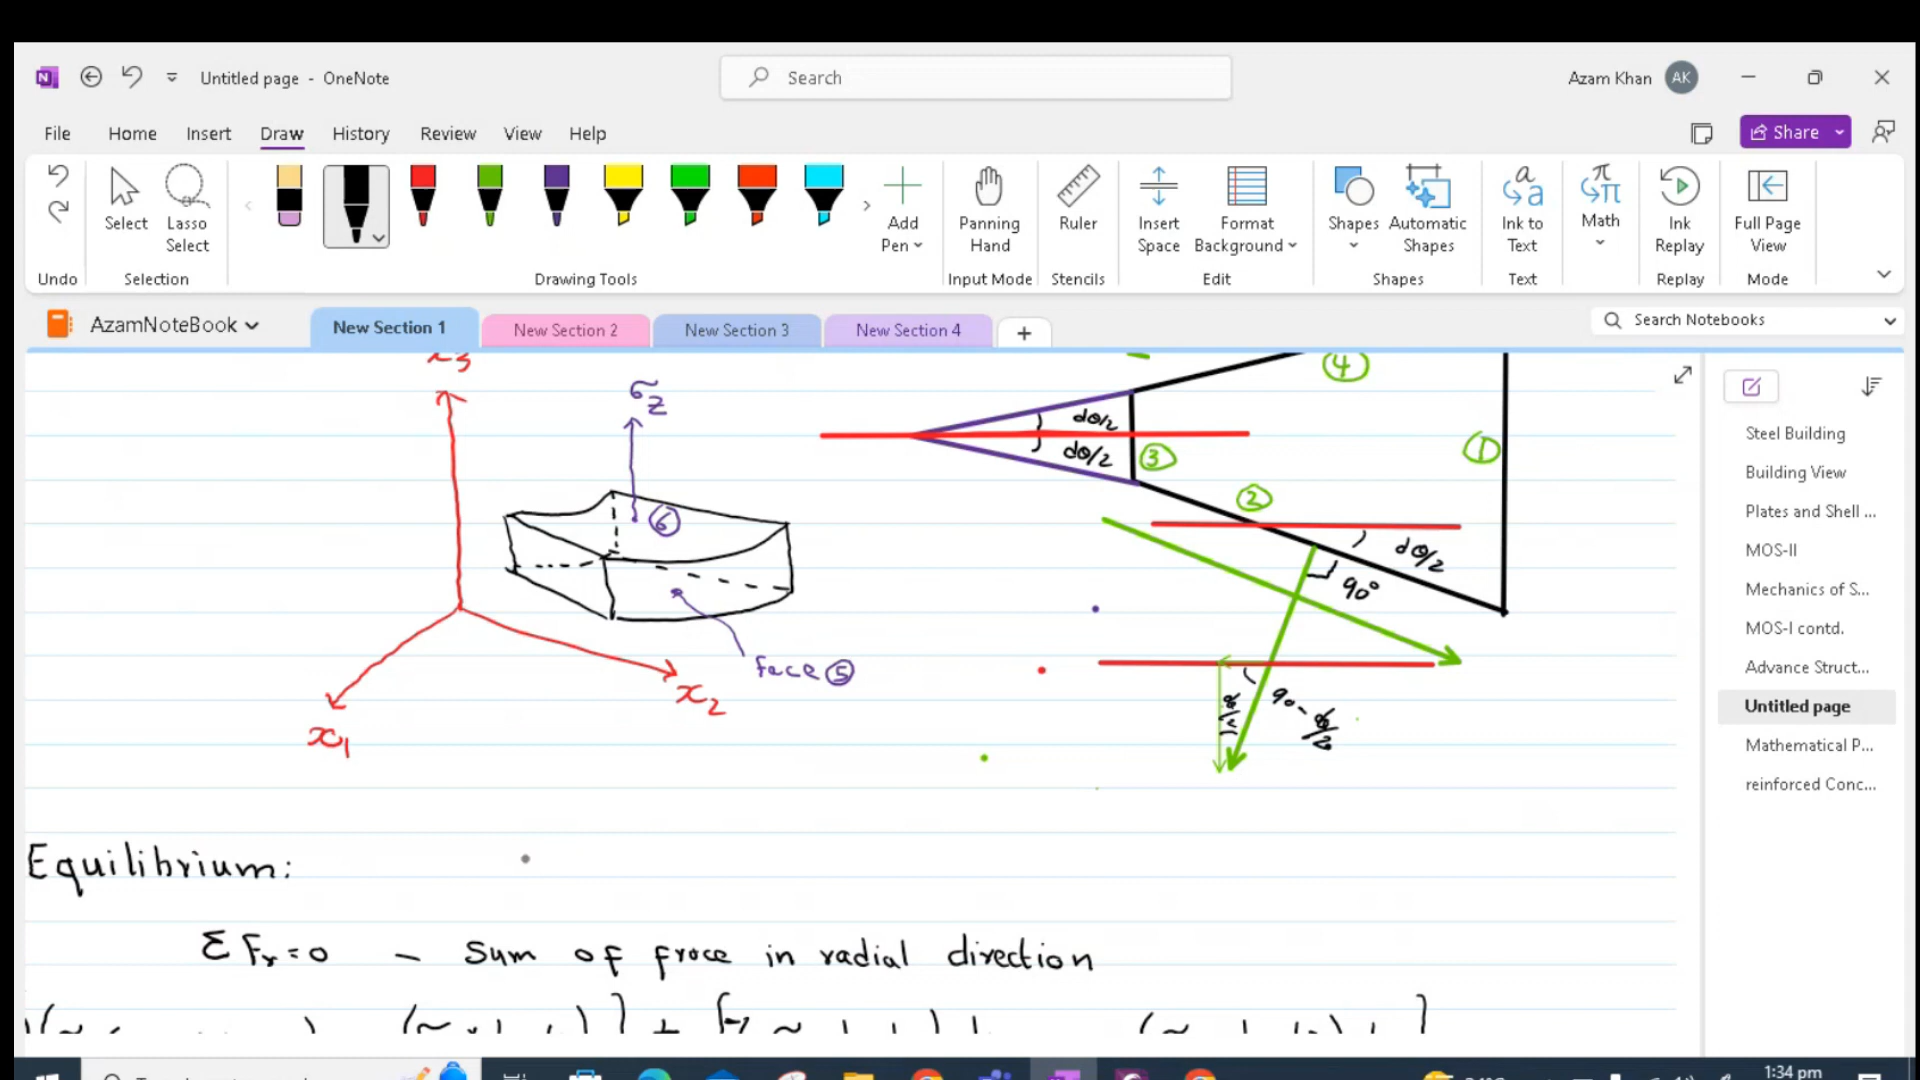 Untitled page - OneNote
Search
Azam Khan AK
File Home Insert Draw History Review View Help
Share
Undo
Select
Lasso Select
Selection
Drawing Tools
Add Pen
Panning Hand
Input Mode
Ruler
Stencils
Insert Space
Format Background
Edit
Shapes
Automatic Shapes
Shapes
Ink to Text
Text
Math
Ink Replay
Replay
Full Page View
Mode
AzamNoteBook
New Section 1
New Section 2
New Section 3
New Section 4
+
Search Notebooks
Steel Building
Building View
Plates and Shell ...
MOS-II
Mechanics of S...
MOS-I contd.
Advance Struct...
Untitled page
Mathematical P...
reinforced Conc...
x3
σz
6
face 5
x2
x1
4
dθ/2
dθ/2
3
1
2
dθ/2
90°
dθ/2
90 - dθ/2
Equilibrium:
ΣFr=0 - Sum of froce in radial direction
1:34 pm